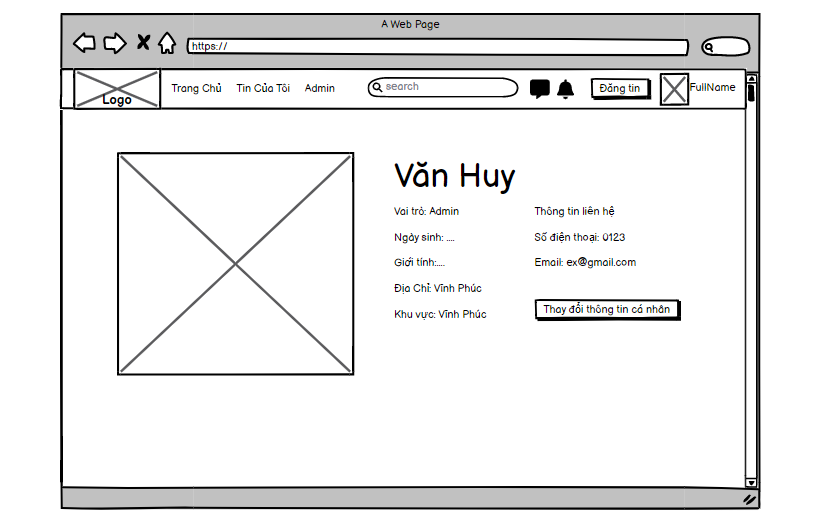 A Web Page
https://
Logo
Trang Chủ Tin Của Tôi Admin search Đăng tin FullName
Văn Huy
Vai trò: Admin
Thông tin liên hệ
Ngày sinh: ....
Số điện thoại: 0123
Giới tính:....
Email: ex@gmail.com
Địa Chỉ: Vĩnh Phúc
Thay đổi thông tin cá nhân
Khu vực: Vĩnh Phúc